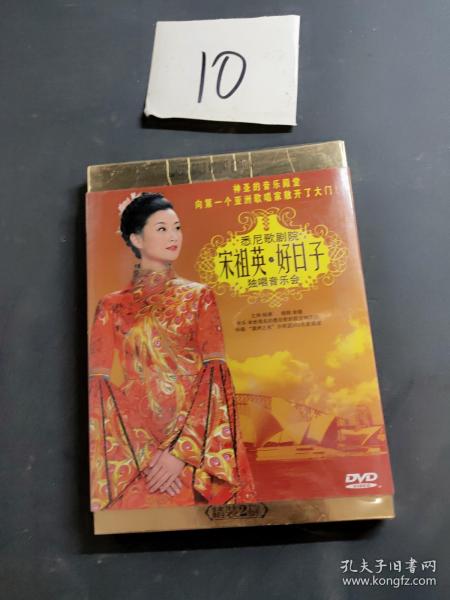 10
神圣的音乐殿堂
向第一个亚洲歌唱家敞开了大门
悉尼歌剧院
宋祖英·好日子
独唱音乐会
DVD
VIDEO
精装2碟
孔夫子旧书网
www.kongfz.com